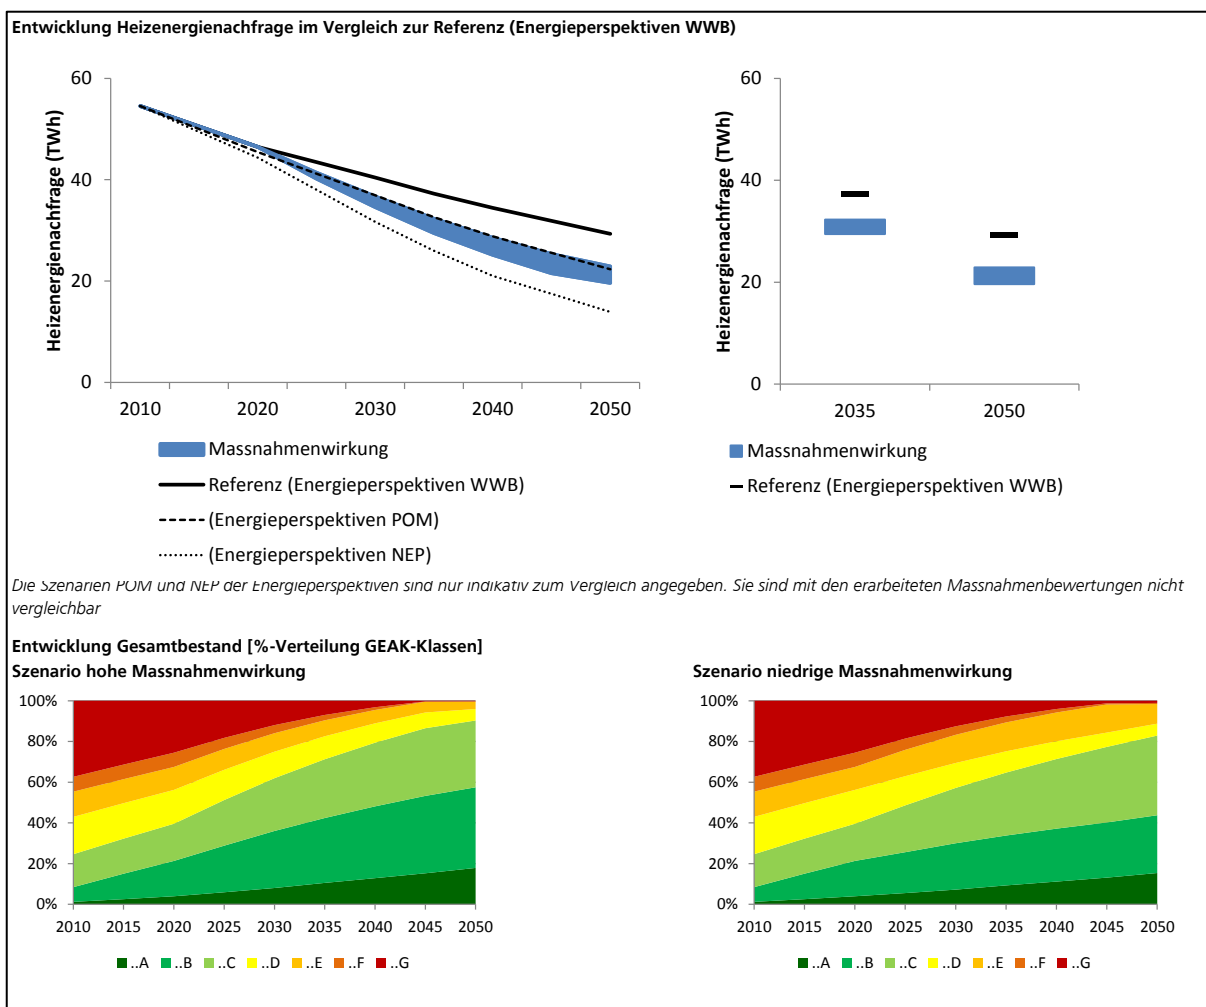 Entwicklung Heizenergienachfrage im Vergleich zur Referenz (Energieperspektiven WWB)
Heizenergienachfrage (TWh)
60
40
20
0
2010 2020 2030 2040 2050
Massnahmenwirkung
Referenz (Energieperspektiven WWB)
(Energieperspektiven POM)
(Energieperspektiven NEP)
Heizenergienachfrage (TWh)
60
40
20
0
2035 2050
Massnahmenwirkung
Referenz (Energieperspektiven WWB)
Die Szenarien POM und NEP der Energieperspektiven sind nur indikativ zum Vergleich angegeben. Sie sind mit den erarbeiteten Massnahmenbewertungen nicht
vergleichbar
Entwicklung Gesamtbestand [%-Verteilung GEAK-Klassen]
Szenario hohe Massnahmenwirkung
100%
80%
60%
40%
20%
0%
2010 2015 2020 2025 2030 2035 2040 2045 2050
..A ..B ..C ..D ..E ..F ..G
Szenario niedrige Massnahmenwirkung
100%
80%
60%
40%
20%
0%
2010 2015 2020 2025 2030 2035 2040 2045 2050
..A ..B ..C ..D ..E ..F ..G